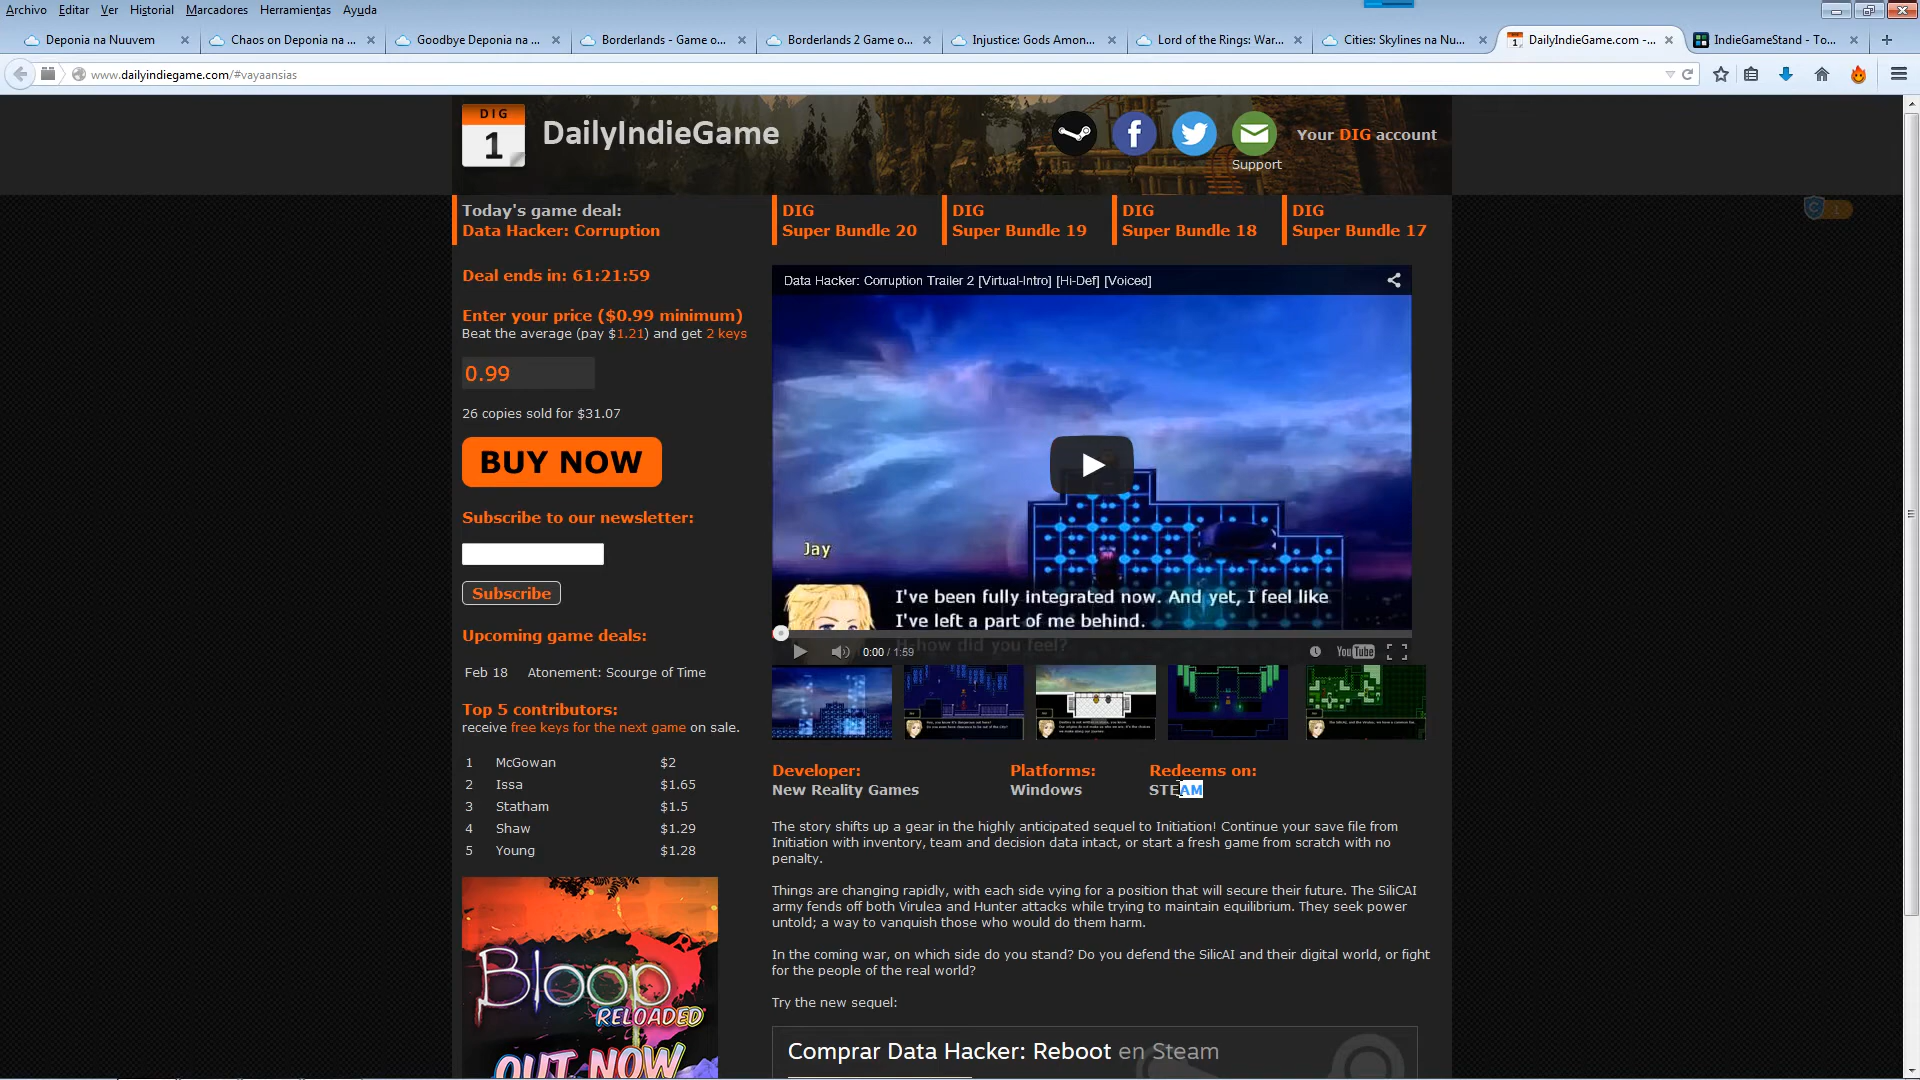 Archivo Editar Ver Historial Marcadores Herramientas Ayuda
Deponia na Nuuvem
Chaos on Deponia na ...
Goodbye Deponia na ...
Borderlands - Game o...
Borderlands 2 Game o...
Injustice: Gods Amon...
Lord of the Rings: War...
Cities: Skylines na Nu...
DailyIndieGame.com -...
IndieGameStand - To...
www.dailyindiegame.com/#vayaansias
DIG
1
DailyIndieGame
Support
Your DIG account
Today's game deal:
Data Hacker: Corruption
DIG
Super Bundle 20
DIG
Super Bundle 19
DIG
Super Bundle 18
DIG
Super Bundle 17
Deal ends in: 61:21:59
Enter your price ($0.99 minimum)
Beat the average (pay $1.21) and get 2 keys
0.99
26 copies sold for $31.07
BUY NOW
Subscribe to our newsletter:
Subscribe
Upcoming game deals:
Feb 18 Atonement: Scourge of Time
Top 5 contributors:
receive free keys for the next game on sale.
1 McGowan $2
2 Issa $1.65
3 Statham $1.5
4 Shaw $1.29
5 Young $1.28
Bloop
RELOADED
OUT NOW
Data Hacker: Corruption Trailer 2 [Virtual-Intro] [Hi-Def] [Voiced]
Jay
I've been fully integrated now. And yet, I feel like
I've left a part of me behind.
H-how did you feel?
0:00 / 1:59
YouTube
Developer:
New Reality Games
Platforms:
Windows
Redeems on:
STEAM
The story shifts up a gear in the highly anticipated sequel to Initiation! Continue your save file from
Initiation with inventory, team and decision data intact, or start a fresh game from scratch with no
penalty.
Things are changing rapidly, with each side vying for a position that will secure their future. The SiliCAI
army fends off both Virulea and Hunter attacks while trying to maintain equilibrium. They seek power
untold; a way to vanquish those who would do them harm.
In the coming war, on which side do you stand? Do you defend the SilicAI and their digital world, or fight
for the people of the real world?
Try the new sequel:
Comprar Data Hacker: Reboot en Steam